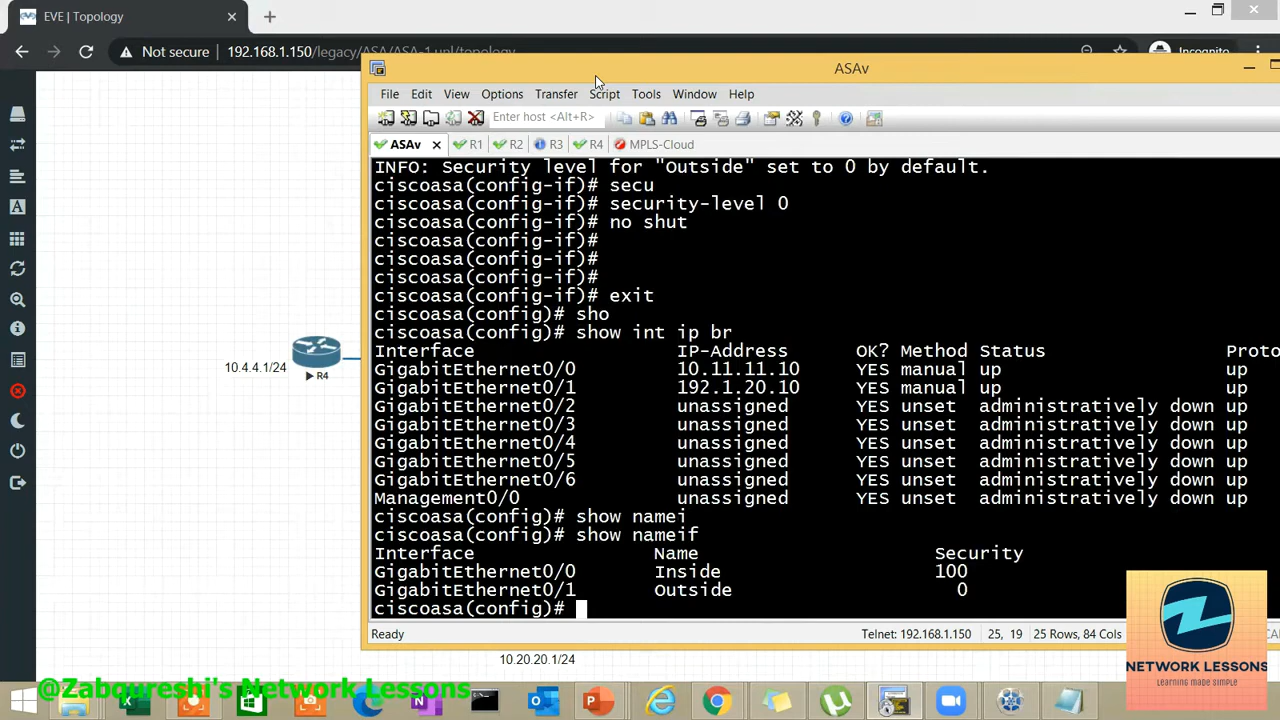 EVE | Topology
Not secure 192.168.1.150/legacy/ASA/ASA-1.unl/topology Incognito
ASAv
File Edit View Options Transfer Script Tools Window Help
Enter host <Alt+R>
ASAv R1 R2 R3 R4 MPLS-Cloud
INFO: Security level for "Outside" set to 0 by default.
ciscoasa(config-if)# secu
ciscoasa(config-if)# security-level 0
ciscoasa(config-if)# no shut
ciscoasa(config-if)#
ciscoasa(config-if)#
ciscoasa(config-if)#
ciscoasa(config-if)# exit
ciscoasa(config)# sho
ciscoasa(config)# show int ip br
Interface IP-Address OK? Method Status Proto
GigabitEthernet0/0 10.11.11.10 YES manual up up
GigabitEthernet0/1 192.1.20.10 YES manual up up
GigabitEthernet0/2 unassigned YES unset administratively down up
GigabitEthernet0/3 unassigned YES unset administratively down up
GigabitEthernet0/4 unassigned YES unset administratively down up
GigabitEthernet0/5 unassigned YES unset administratively down up
GigabitEthernet0/6 unassigned YES unset administratively down up
Management0/0 unassigned YES unset administratively down up
ciscoasa(config)# show namei
ciscoasa(config)# show nameif
Interface Name Security
GigabitEthernet0/0 Inside 100
GigabitEthernet0/1 Outside 0
ciscoasa(config)#
Ready Telnet: 192.168.1.150 25, 19 25 Rows, 84 Cols
10.4.4.1/24
R4
10.20.20.1/24
NETWORK LESSONS
Learning made simple
@Zabqureshi's Network Lessons